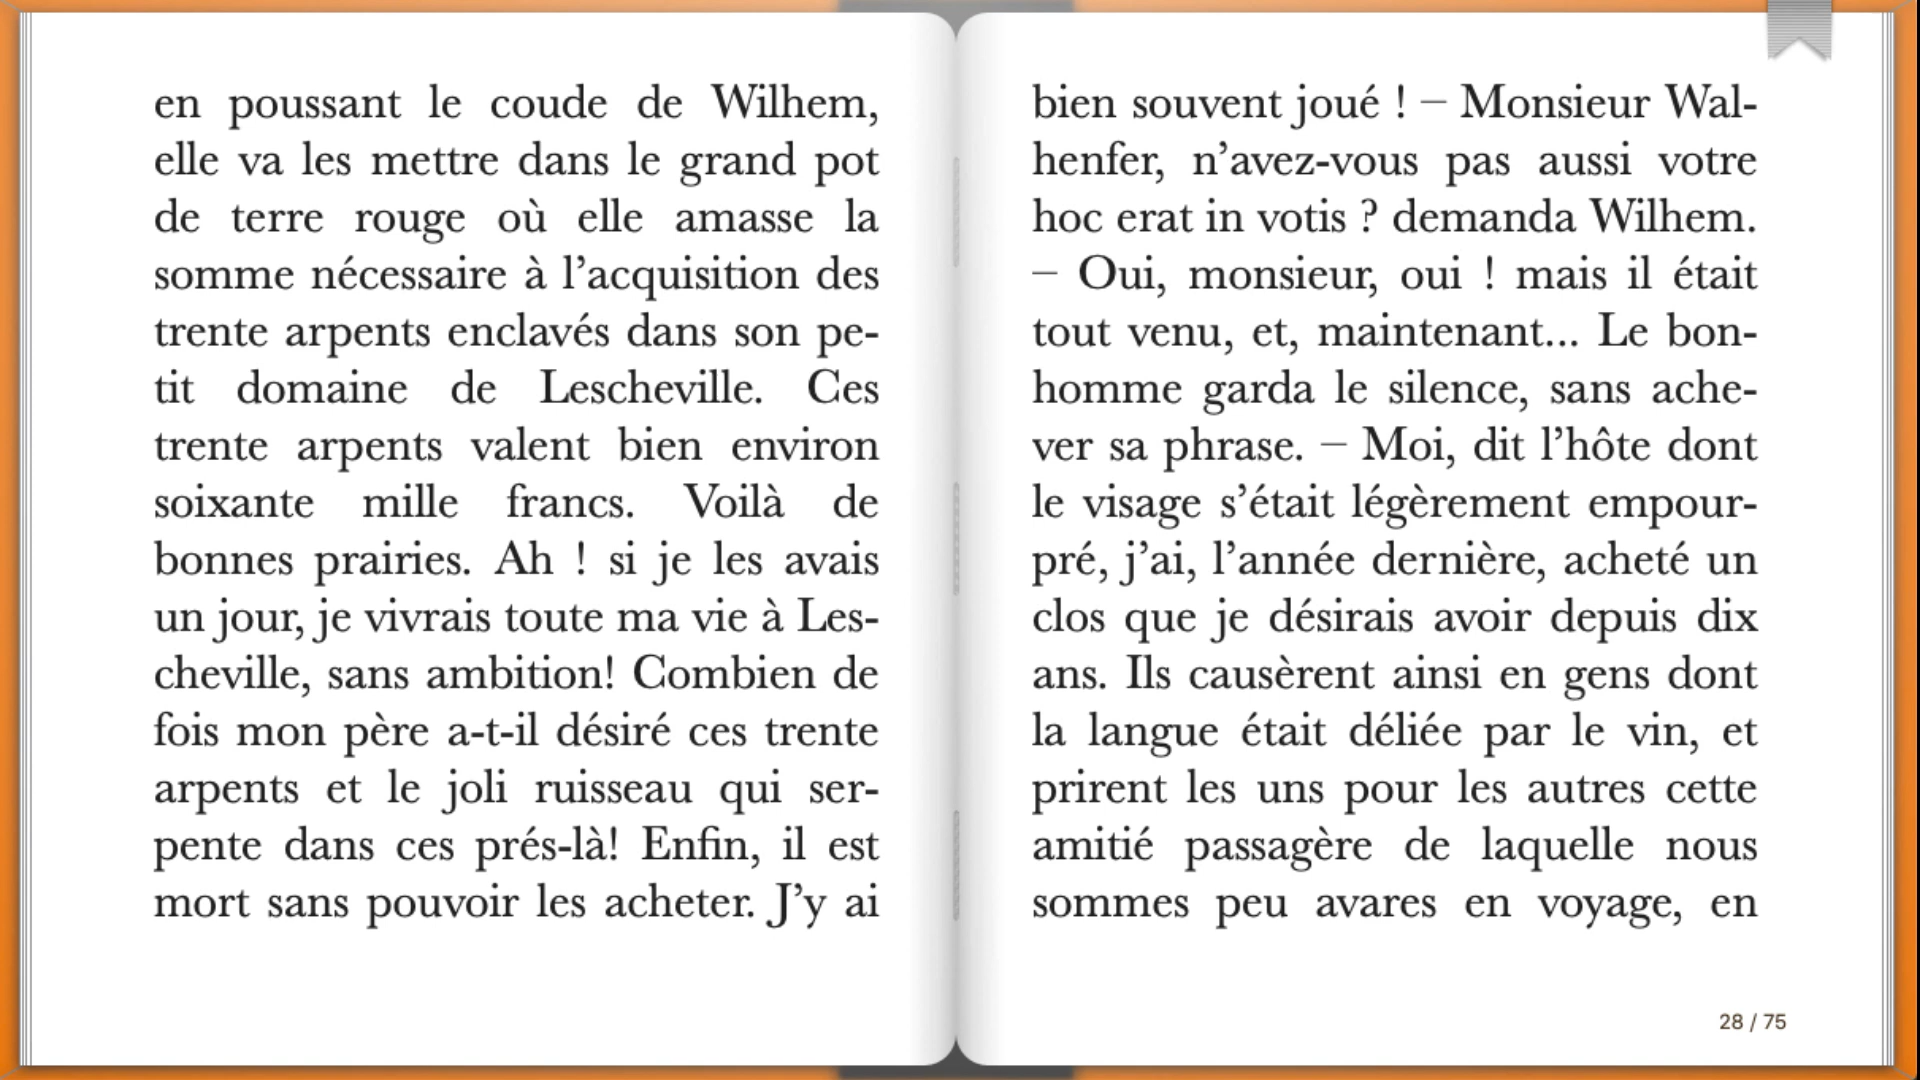 en poussant le coude de Wilhem,
elle va les mettre dans le grand pot
de terre rouge où elle amasse la
somme nécessaire à l’acquisition des
trente arpents enclavés dans son pe-
tit domaine de Lescheville. Ces
trente arpents valent bien environ
soixante mille francs. Voilà de
bonnes prairies. Ah ! si je les avais
un jour, je vivrais toute ma vie à Les-
cheville, sans ambition! Combien de
fois mon père a-t-il désiré ces trente
arpents et le joli ruisseau qui ser-
pente dans ces prés-là! Enfin, il est
mort sans pouvoir les acheter. J’y ai
bien souvent joué ! – Monsieur Wal-
henfer, n’avez-vous pas aussi votre
hoc erat in votis ? demanda Wilhem.
– Oui, monsieur, oui ! mais il était
tout venu, et, maintenant... Le bon-
homme garda le silence, sans ache-
ver sa phrase. – Moi, dit l’hôte dont
le visage s’était légèrement empour-
pré, j’ai, l’année dernière, acheté un
clos que je désirais avoir depuis dix
ans. Ils causèrent ainsi en gens dont
la langue était déliée par le vin, et
prirent les uns pour les autres cette
amitié passagère de laquelle nous
sommes peu avares en voyage, en
28 / 75